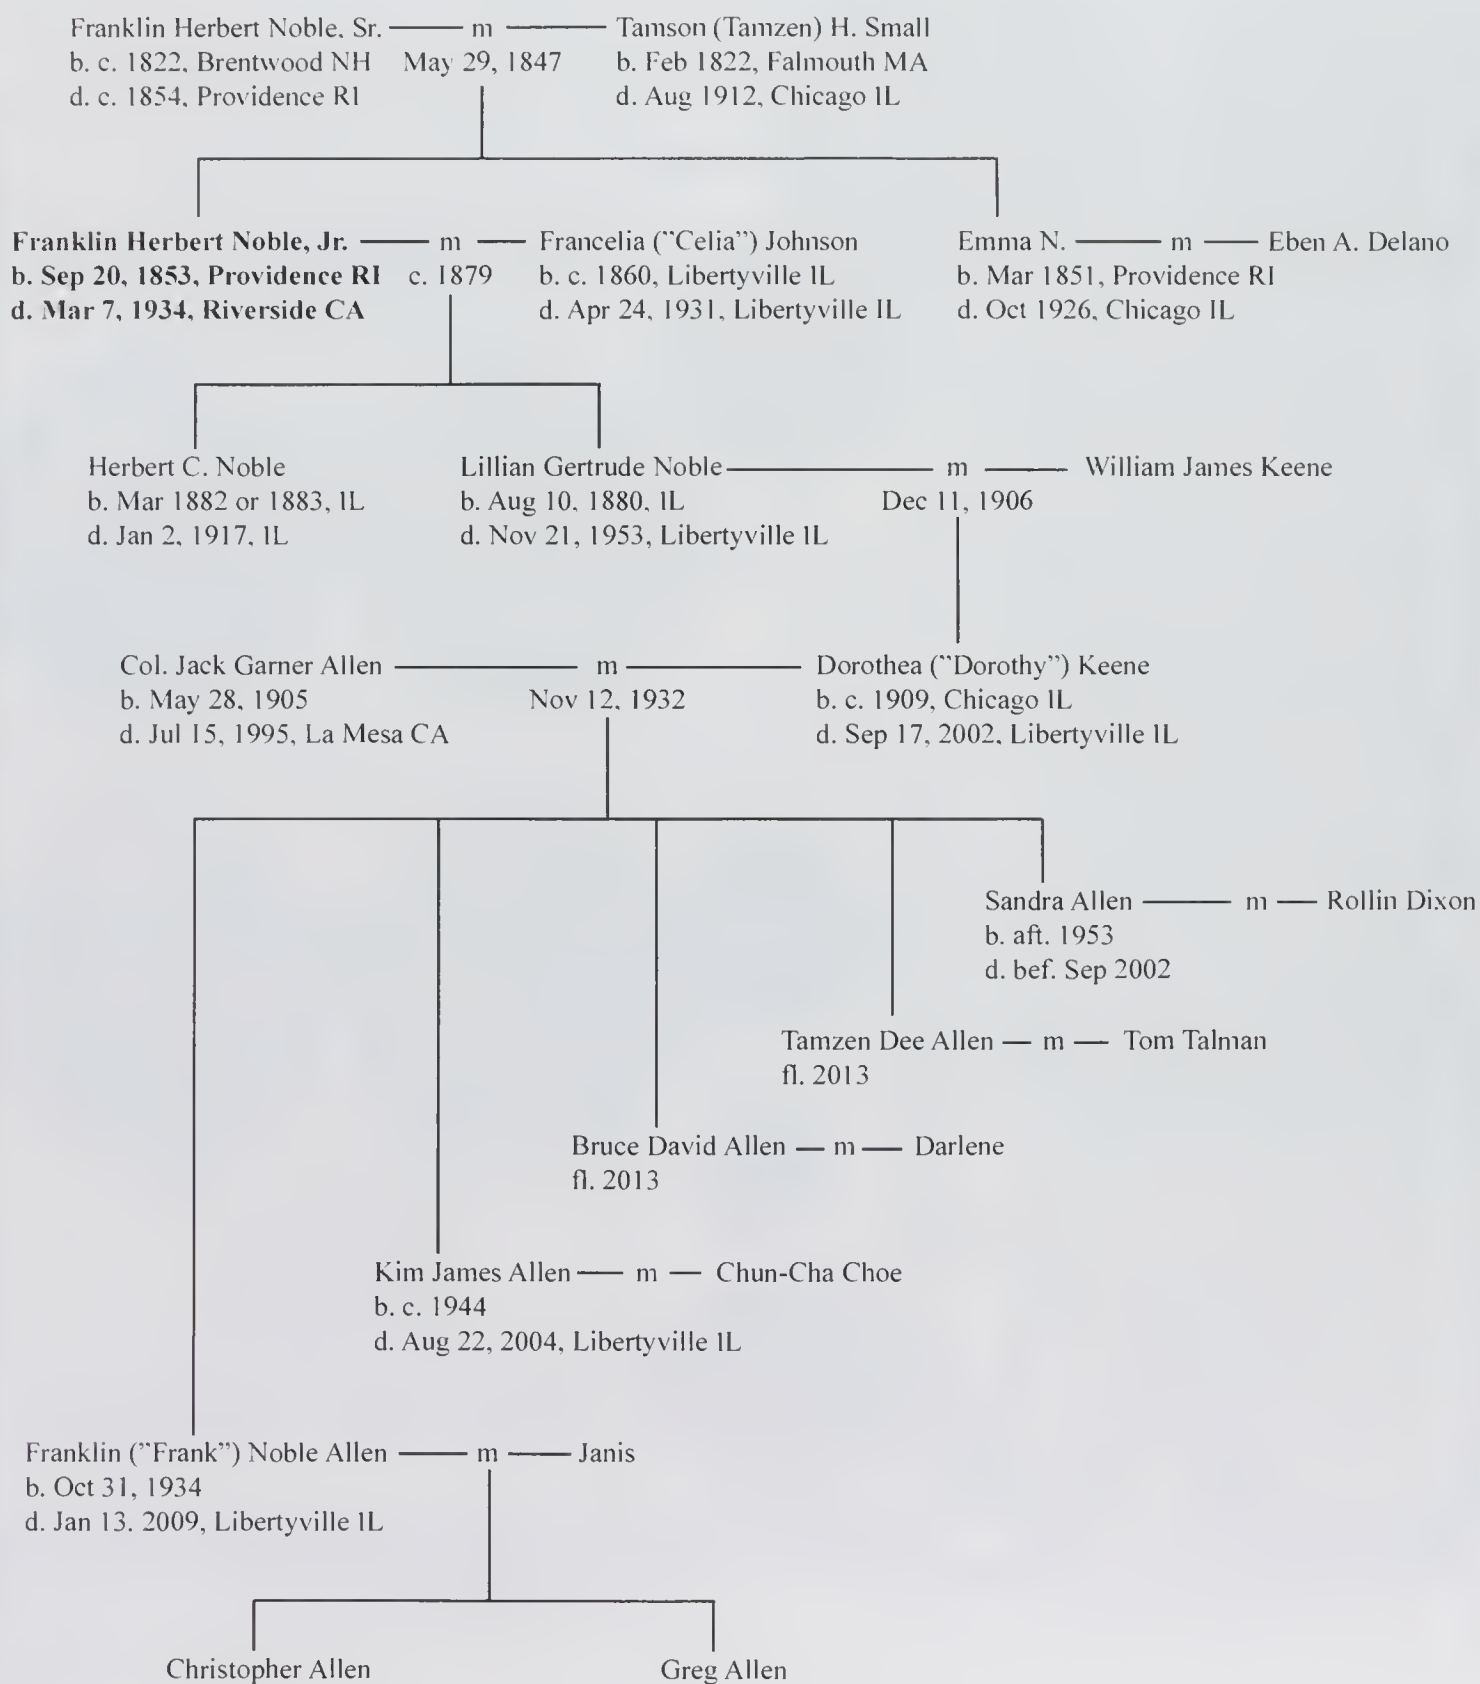 Franklin Herbert Noble, Sr. m Tamson (Tamzen) H. Small
b. c. 1822, Brentwood NH May 29, 1847 b. Feb 1822, Falmouth MA
d. c. 1854, Providence RI d. Aug 1912, Chicago IL
Franklin Herbert Noble, Jr. m Francelia ("Celia") Johnson Emma N. m Eben A. Delano
b. Sep 20, 1853, Providence RI c. 1879 b. c. 1860, Libertyville IL b. Mar 1851, Providence RI
d. Mar 7, 1934, Riverside CA d. Apr 24, 1931, Libertyville IL d. Oct 1926, Chicago IL
Herbert C. Noble Lillian Gertrude Noble m William James Keene
b. Mar 1882 or 1883, IL b. Aug 10, 1880, IL Dec 11, 1906
d. Jan 2, 1917, IL d. Nov 21, 1953, Libertyville IL
Col. Jack Garner Allen m Dorothea ("Dorothy") Keene
b. May 28, 1905 Nov 12, 1932 b. c. 1909, Chicago IL
d. Jul 15, 1995, La Mesa CA d. Sep 17, 2002, Libertyville IL
Sandra Allen m Rollin Dixon
b. aft. 1953
d. bef. Sep 2002
Tamzen Dee Allen m Tom Talman
fl. 2013
Bruce David Allen m Darlene
fl. 2013
Kim James Allen m Chun-Cha Choe
b. c. 1944
d. Aug 22, 2004, Libertyville IL
Franklin ("Frank") Noble Allen m Janis
b. Oct 31, 1934
d. Jan 13. 2009, Libertyville IL
Christopher Allen Greg Allen